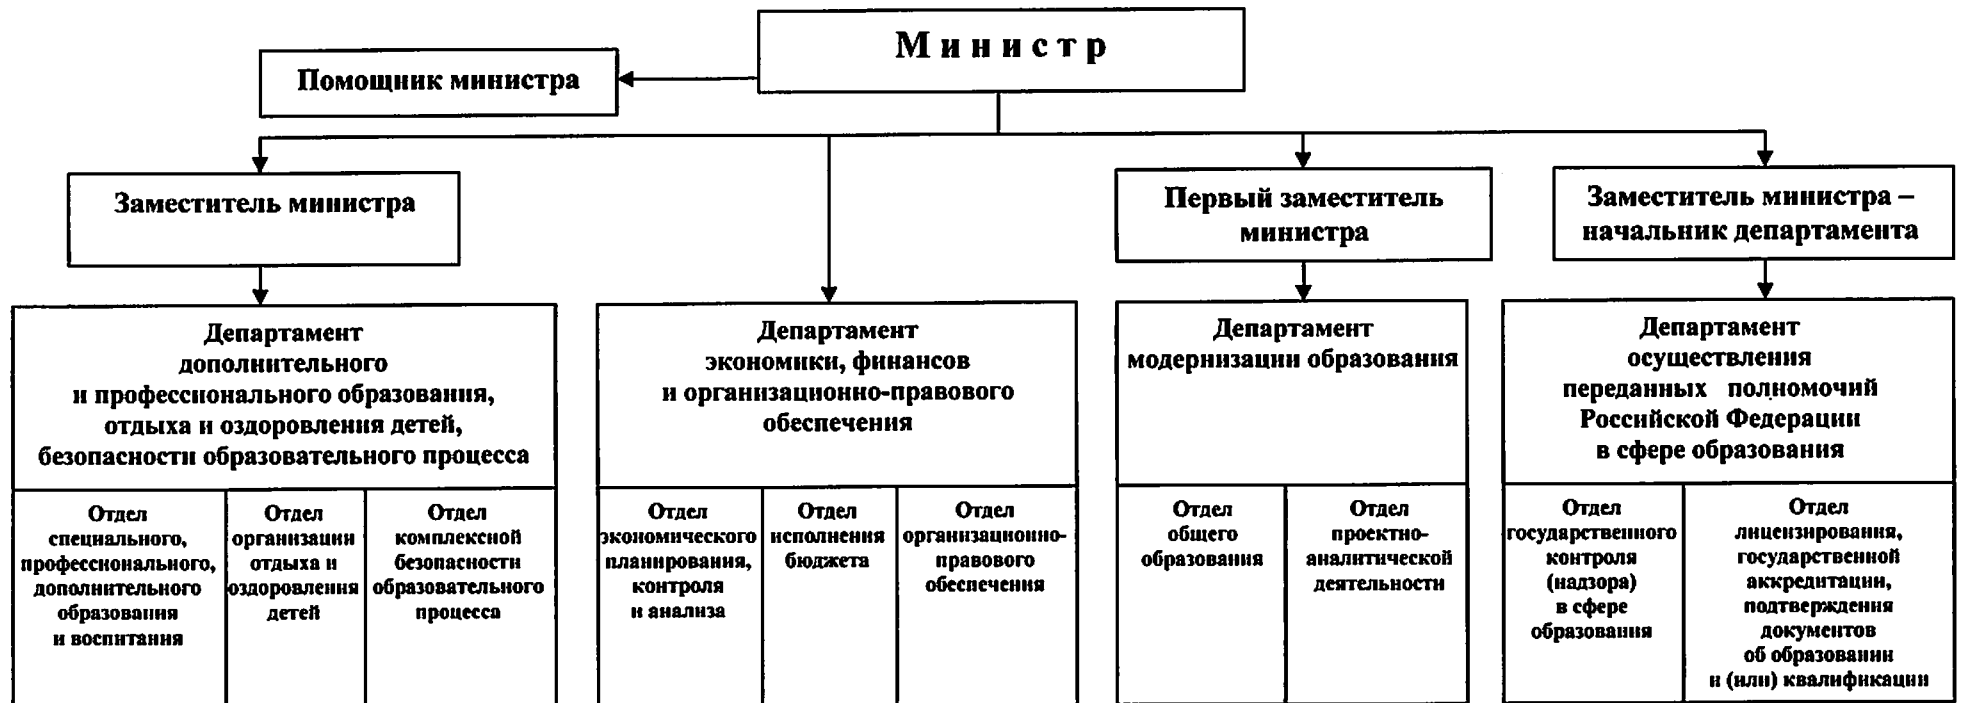 Министр
Помощник министра
Заместитель министра
Первый заместитель
министра
Заместитель министра –
начальник департамента
Департамент
дополнительного
и профессионального образования,
отдыха и оздоровления детей,
безопасности образовательного процесса
Департамент
экономики, финансов
и организационно-правового
обеспечения
Департамент
модернизации образования
Департамент
осуществления
переданных полномочий
Российской Федерации
в сфере образования
Отдел
специального,
профессионального,
дополнительного
образования
и воспитания
Отдел
организации
отдыха и
оздоровления
детей
Отдел
комплексной
безопасности
образовательного
процесса
Отдел
экономического
планирования,
контроля
и анализа
Отдел
исполнения
бюджета
Отдел
организационно-
правового
обеспечения
Отдел
общего
образования
Отдел
проектно-
аналитической
деятельности
Отдел
государственного
контроля
(надзора)
в сфере
образования
Отдел
лицензирования,
государственной
аккредитации,
подтверждения
документов
об образовании
и (или) квалификации